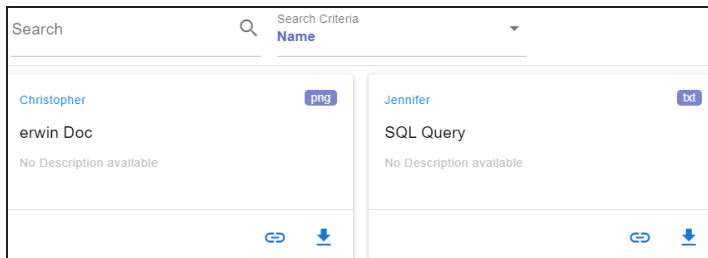 Search
Search Criteria
Name
Christopher
png
erwin Doc
No Description available
Jennifer
txt
SQL Query
No Description available